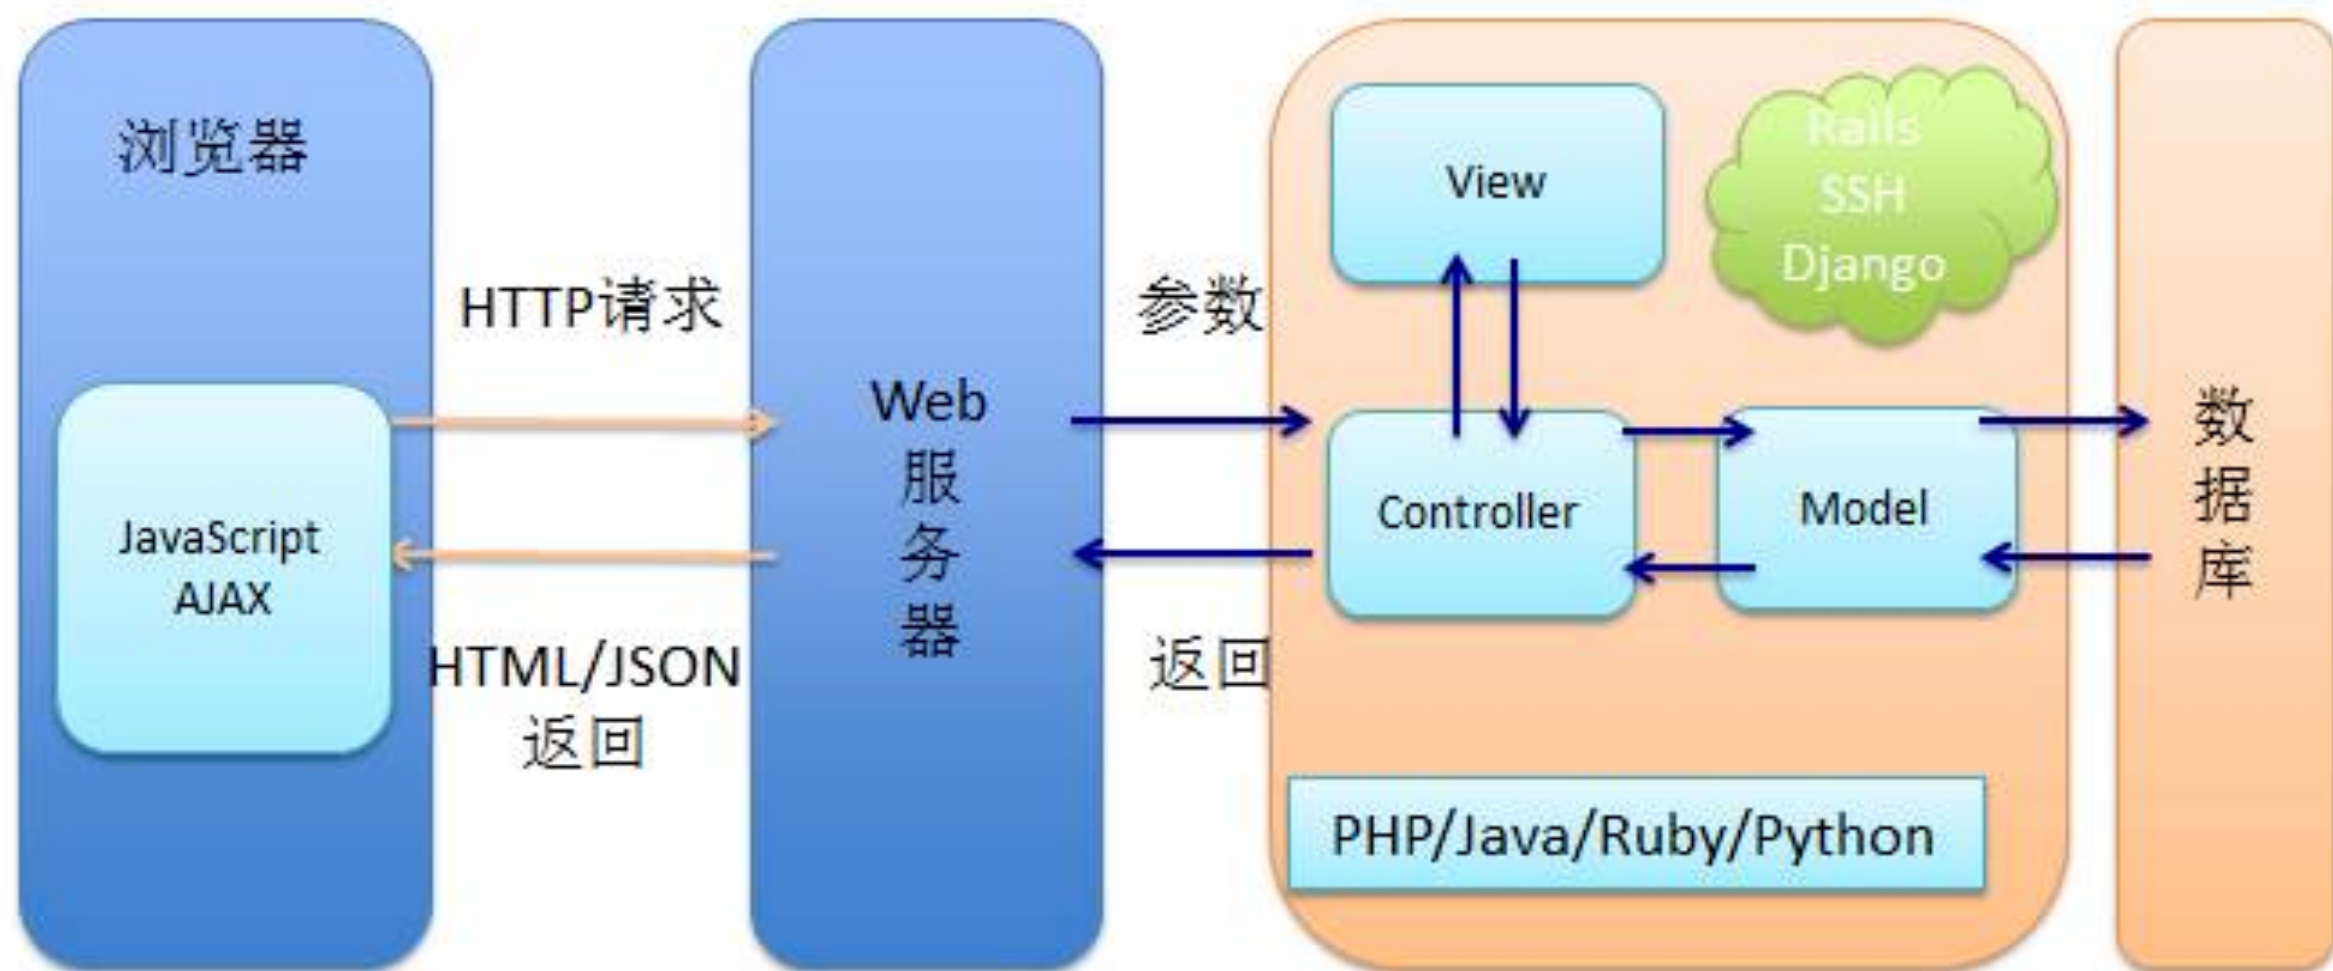 浏览器
JavaScript
AJAX
HTTP请求
HTML/JSON
返回
Web
服
务
器
参数
返回
View
Rails
SSH
Django
Controller
Model
PHP/Java/Ruby/Python
数
据
库